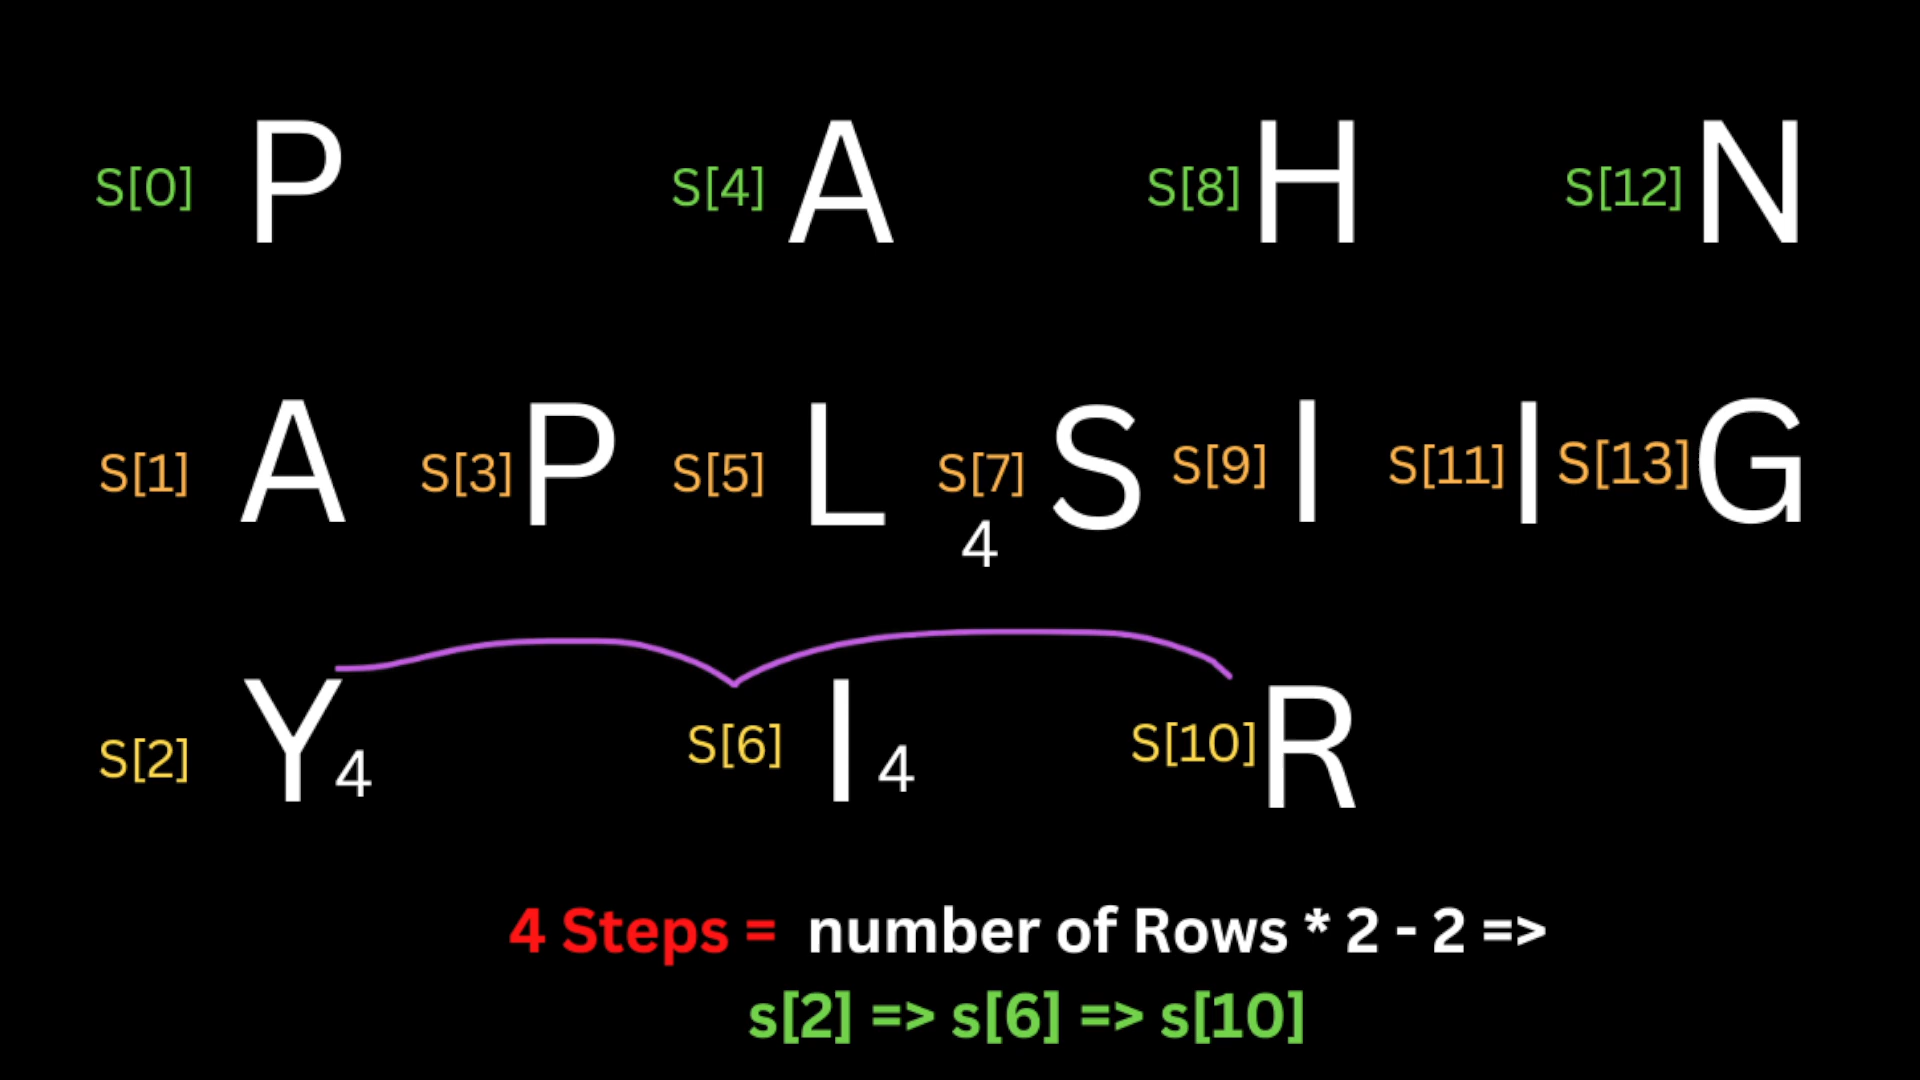 S[0] P S[4] A S[8] H S[12] N
S[1] A S[3] P S[5] L S[7] S S[9] I S[11] I S[13] G
4
S[2] Y 4 S[6] I 4 S[10] R
4 Steps = number of Rows * 2 - 2 =>
s[2] => s[6] => s[10]